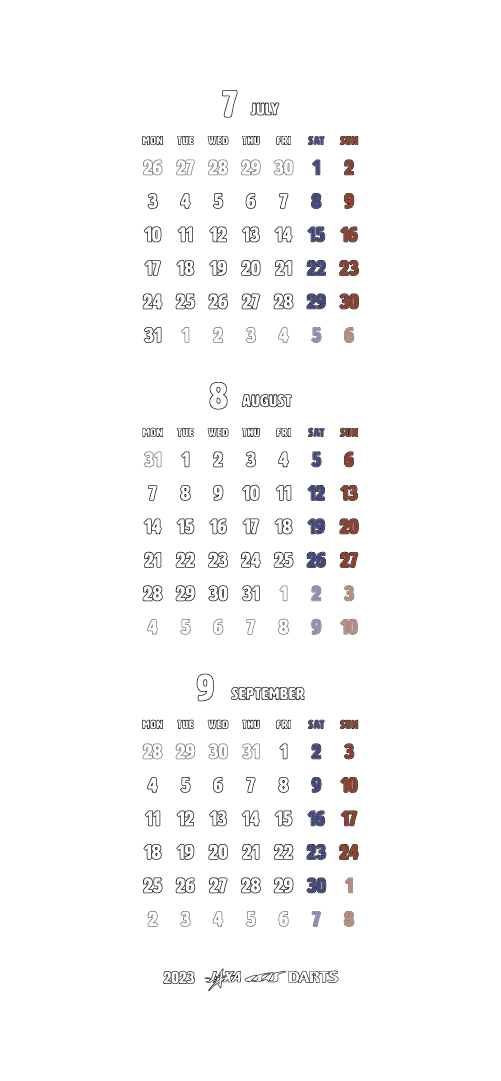 7 JULY
MON TUE WED THU FRI SAT SUN
26 27 28 29 30 1 2
3 4 5 6 7 8 9
10 11 12 13 14 15 16
17 18 19 20 21 22 23
24 25 26 27 28 29 30
31 1 2 3 4 5 6
8 AUGUST
MON TUE WED THU FRI SAT SUN
31 1 2 3 4 5 6
7 8 9 10 11 12 13
14 15 16 17 18 19 20
21 22 23 24 25 26 27
28 29 30 31 1 2 3
4 5 6 7 8 9 10
9 SEPTEMBER
MON TUE WED THU FRI SAT SUN
28 29 30 31 1 2 3
4 5 6 7 8 9 10
11 12 13 14 15 16 17
18 19 20 21 22 23 24
25 26 27 28 29 30 1
2 3 4 5 6 7 8
2023 JAXA DARTS